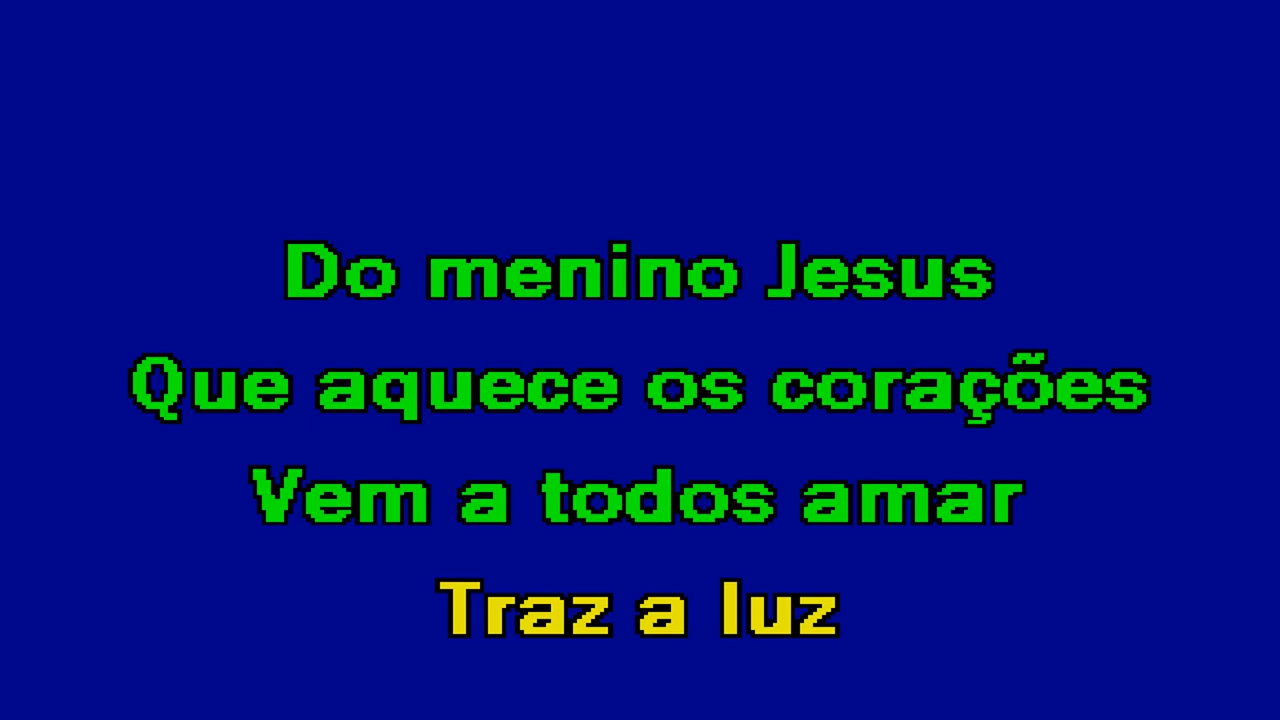 Do menino Jesus
Que aquece os corações
Vem a todos amar
Traz a luz